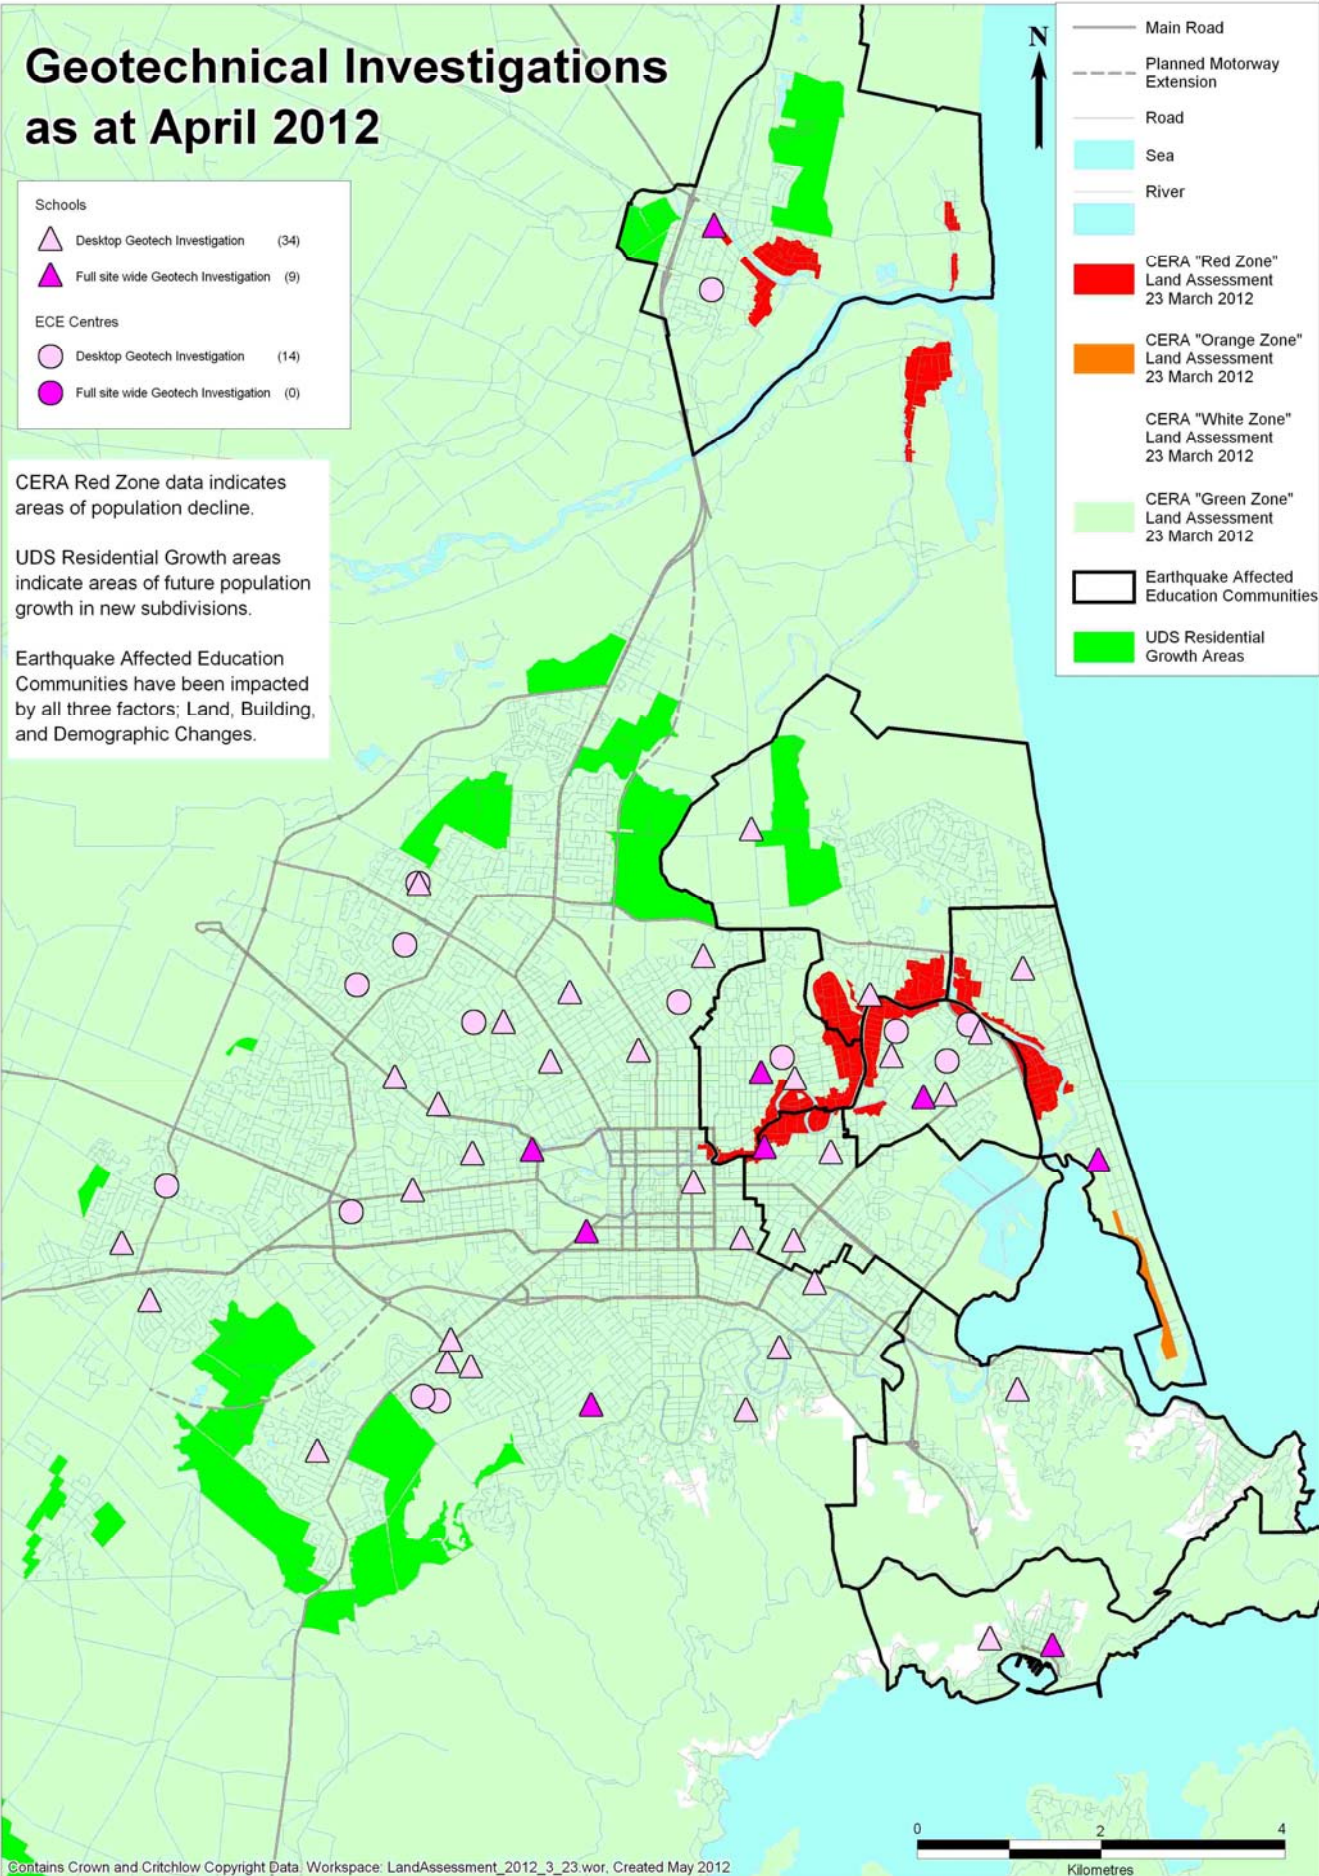 Geotechnical Investigations
as at April 2012
Schools
Desktop Geotech Investigation (34)
Full site wide Geotech Investigation (9)
ECE Centres
Desktop Geotech Investigation (14)
Full site wide Geotech Investigation (0)
CERA Red Zone data indicates
areas of population decline.
UDS Residential Growth areas
indicate areas of future population
growth in new subdivisions.
Earthquake Affected Education
Communities have been impacted
by all three factors; Land, Building,
and Demographic Changes.
N
Main Road
Planned Motorway
Extension
Road
Sea
River
CERA "Red Zone"
Land Assessment
23 March 2012
CERA "Orange Zone"
Land Assessment
23 March 2012
CERA "White Zone"
Land Assessment
23 March 2012
CERA "Green Zone"
Land Assessment
23 March 2012
Earthquake Affected
Education Communities
UDS Residential
Growth Areas
0 2 4
Kilometres
Contains Crown and Critchlow Copyright Data. Workspace: LandAssessment_2012_3_23.wor, Created May 2012